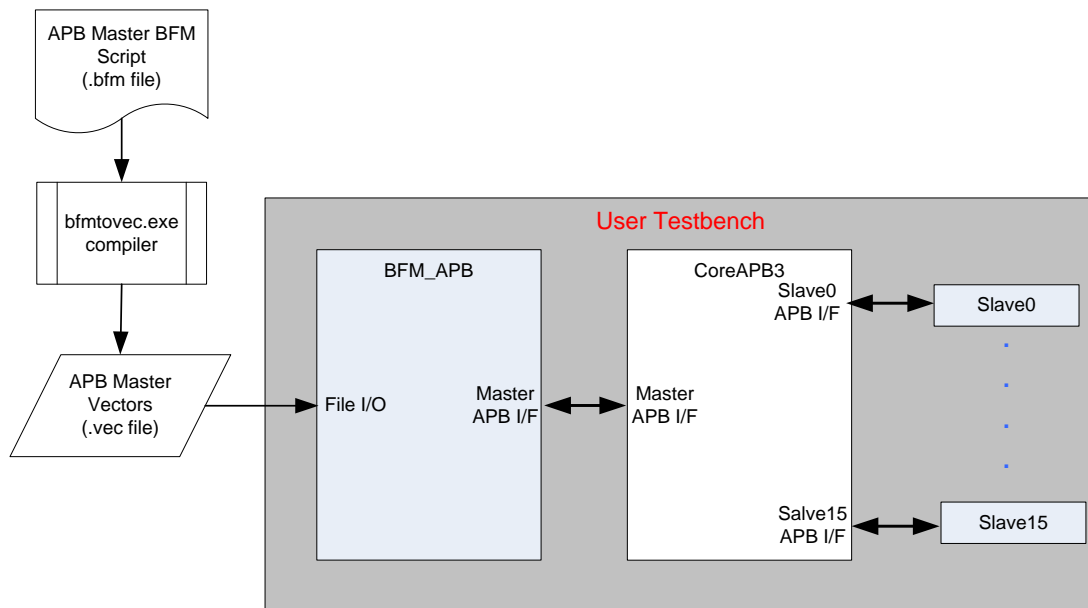 APB Master BFM
Script
(.bfm file)
bfmtovec.exe
compiler
APB Master
Vectors
(.vec file)
User Testbench
BFM_APB
File I/O
Master
APB I/F
CoreAPB3
Slave0
APB I/F
Master
APB I/F
Salve15
APB I/F
Slave0
Slave15